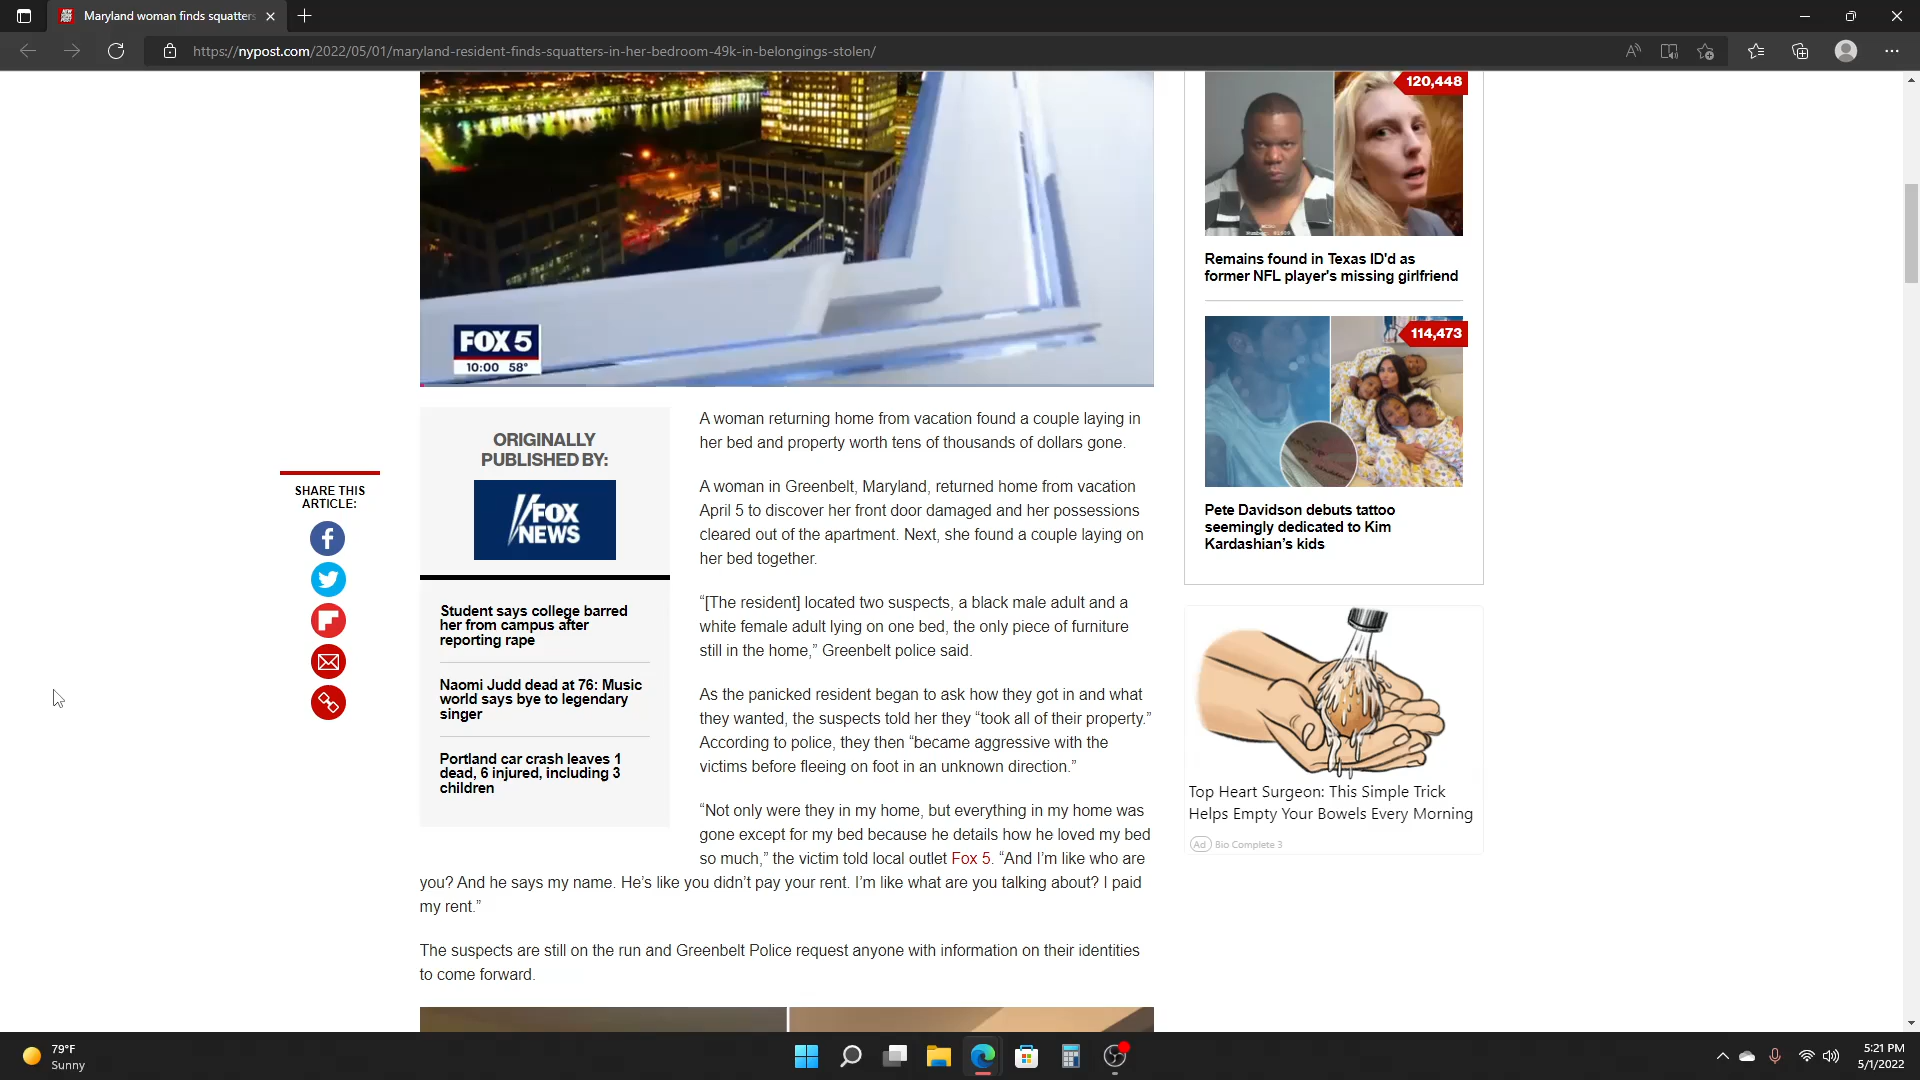 Maryland woman finds squatters
https://nypost.com/2022/05/01/maryland-resident-finds-squatters-in-her-bedroom-49k-in-belongings-stolen/
FOX 5
10:00 58°
SHARE THIS
ARTICLE:
ORIGINALLY
PUBLISHED BY:
FOX
NEWS
Student says college barred
her from campus after
reporting rape
Naomi Judd dead at 76: Music
world says bye to legendary
singer
Portland car crash leaves 1
dead, 6 injured, including 3
children
A woman returning home from vacation found a couple laying in
her bed and property worth tens of thousands of dollars gone.
A woman in Greenbelt, Maryland, returned home from vacation
April 5 to discover her front door damaged and her possessions
cleared out of the apartment. Next, she found a couple laying on
her bed together.
“[The resident] located two suspects, a black male adult and a
white female adult lying on one bed, the only piece of furniture
still in the home,” Greenbelt police said.
As the panicked resident began to ask how they got in and what
they wanted, the suspects told her they “took all of their property.”
According to police, they then “became aggressive with the
victims before fleeing on foot in an unknown direction.”
“Not only were they in my home, but everything in my home was
gone except for my bed because he details how he loved my bed
so much,” the victim told local outlet Fox 5. “And I’m like who are
you? And he says my name. He’s like you didn’t pay your rent. I’m like what are you talking about? I paid
my rent.”
The suspects are still on the run and Greenbelt Police request anyone with information on their identities
to come forward.
120,448
Remains found in Texas ID'd as
former NFL player's missing girlfriend
114,473
Pete Davidson debuts tattoo
seemingly dedicated to Kim
Kardashian’s kids
Top Heart Surgeon: This Simple Trick
Helps Empty Your Bowels Every Morning
Ad Bio Complete 3
79°F
Sunny
5:21 PM
5/1/2022